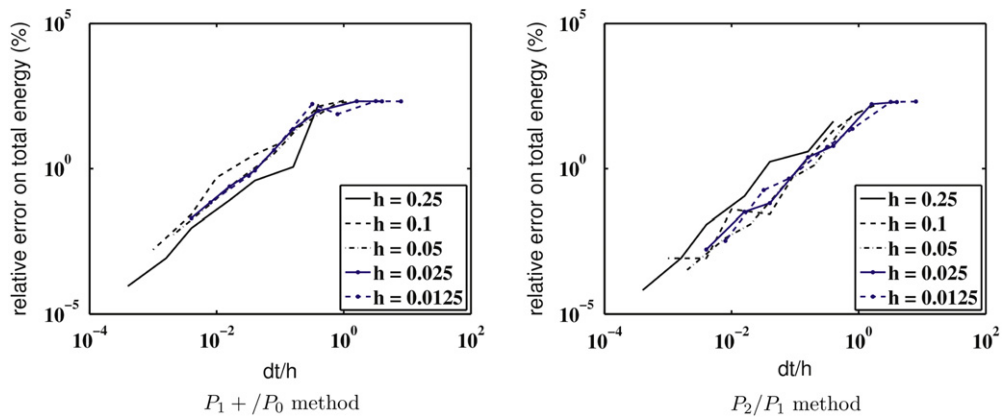 relative error on total energy (%)
10^5
10^0
10^-5
10^-4
10^-2
10^0
10^2
dt/h
h = 0.25
h = 0.1
h = 0.05
h = 0.025
h = 0.0125
P_1 + /P_0 method
relative error on total energy (%)
10^5
10^0
10^-5
10^-4
10^-2
10^0
10^2
dt/h
h = 0.25
h = 0.1
h = 0.05
h = 0.025
h = 0.0125
P_2/P_1 method